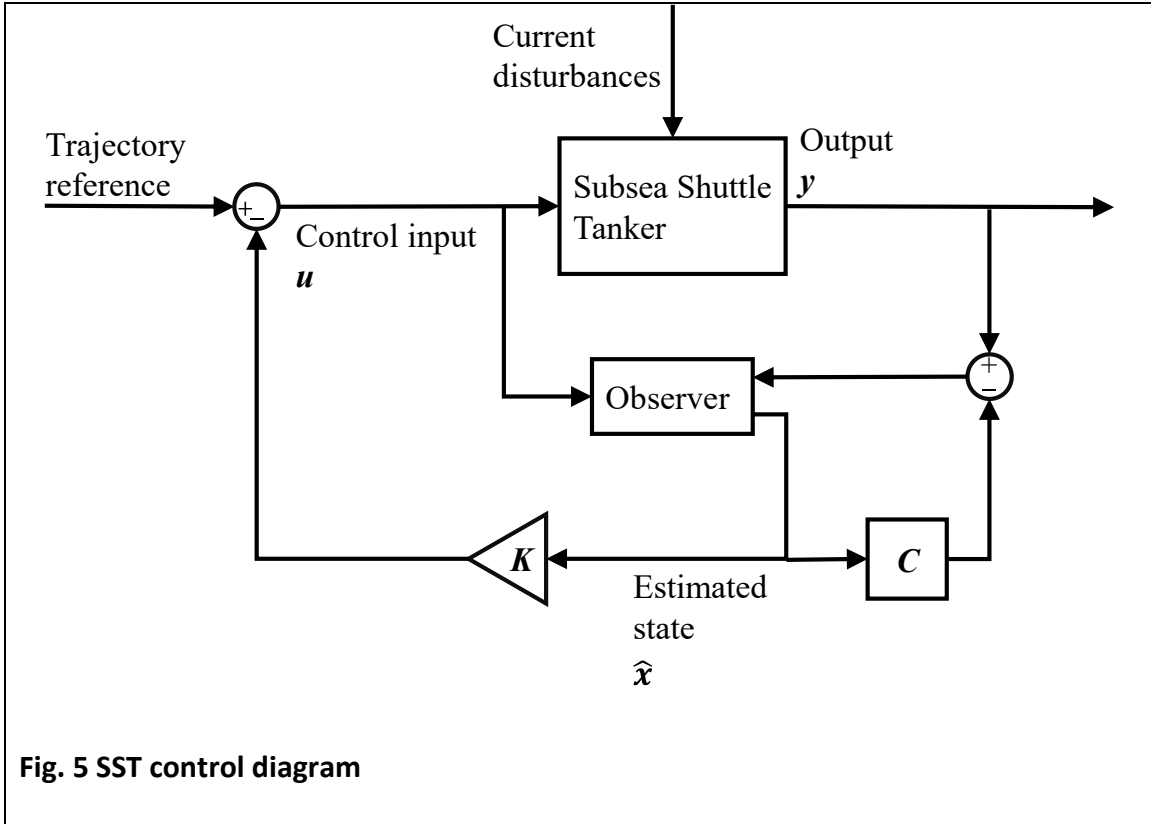 Current
disturbances
Trajectory
reference
Output
y
Subsea Shuttle
Tanker
+
−
Control input
u
+
−
Observer
K
C
Estimated
state
x̂
Fig. 5 SST control diagram